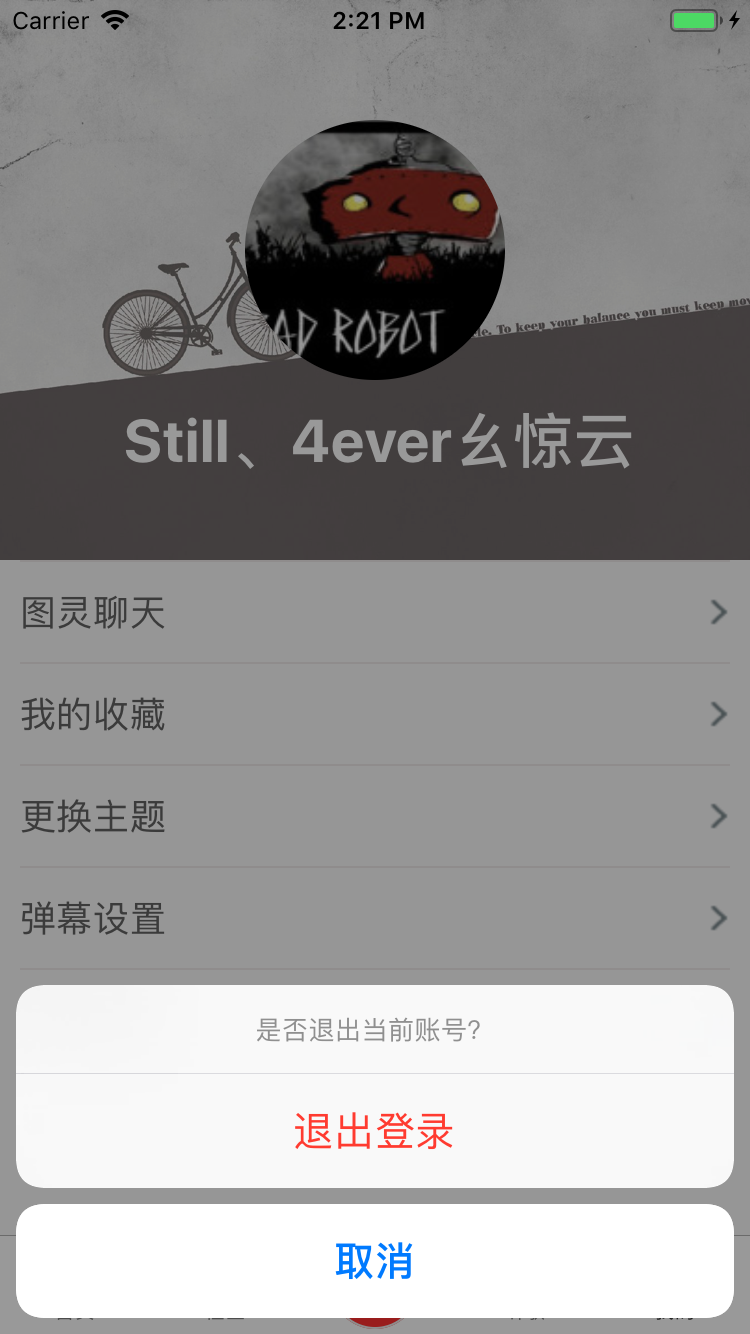 Carrier
2:21 PM
AD ROBOT
To keep your balance you must keep
Still、4ever幺惊云
图灵聊天
我的收藏
更换主题
弹幕设置
是否退出当前账号?
退出登录
取消